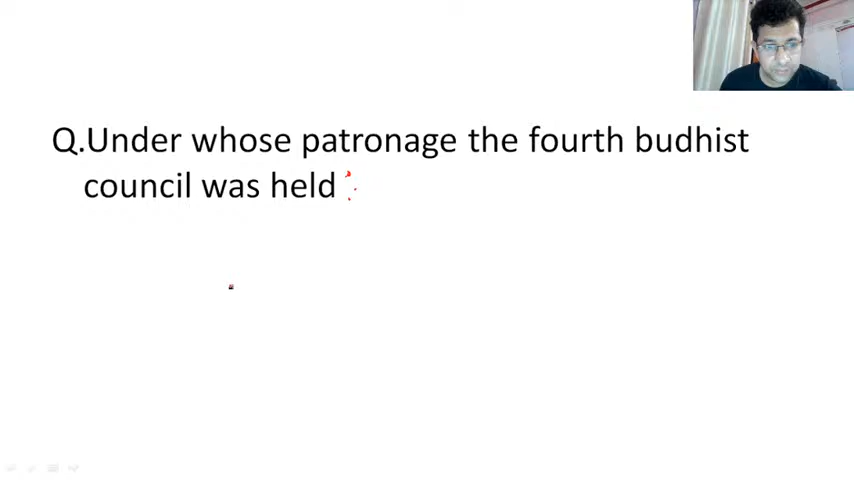 Q.Under whose patronage the fourth budhist
council was held